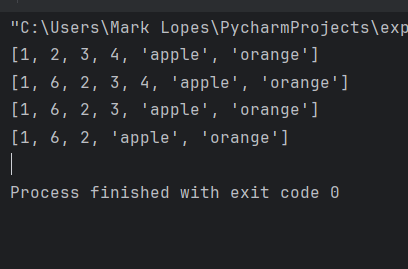 "C:\Users\Mark Lopes\PycharmProjects\exp
[1, 2, 3, 4, 'apple', 'orange']
[1, 6, 2, 3, 4, 'apple', 'orange']
[1, 6, 2, 3, 'apple', 'orange']
[1, 6, 2, 'apple', 'orange']
Process finished with exit code 0